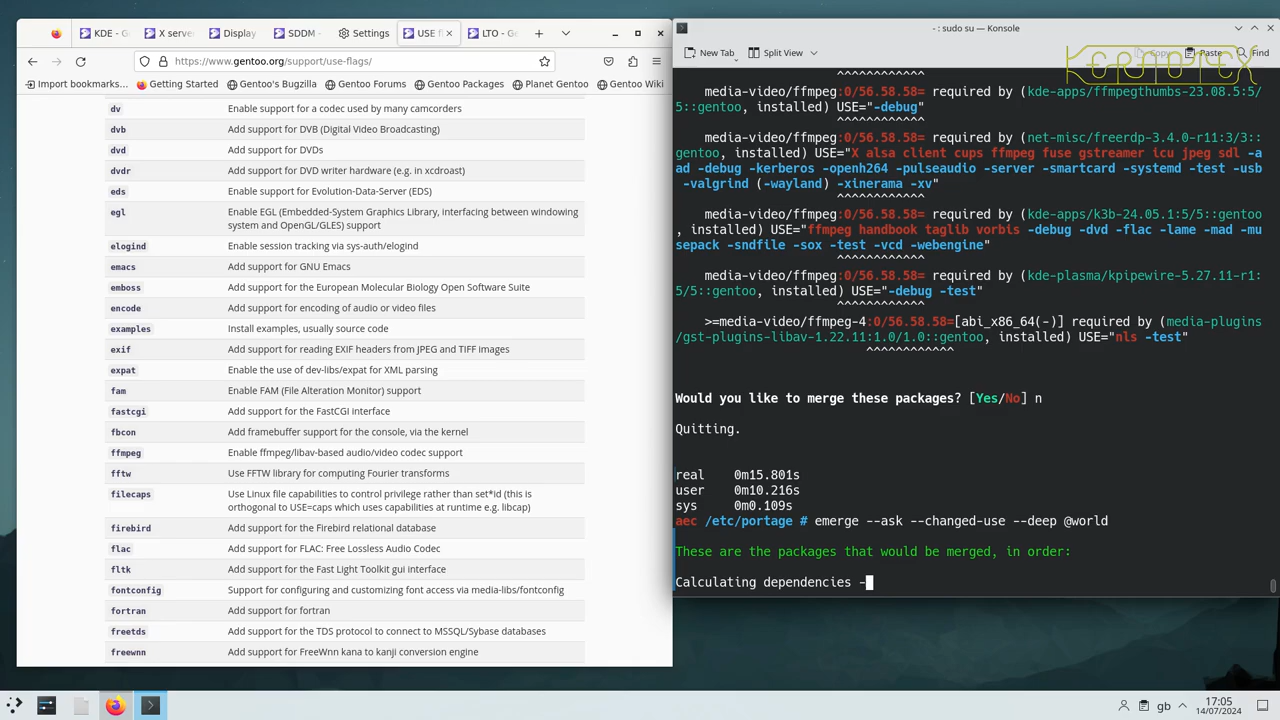 KDE - G
X serve
Display
SDDM -
Settings
USE f
LTO - Ge
https://www.gentoo.org/support/use-flags/
Import bookmarks...
Getting Started
Gentoo's Bugzilla
Gentoo Forums
Gentoo Packages
Planet Gentoo
Gentoo Wiki
dv Enable support for a codec used by many camcorders
dvb Add support for DVB (Digital Video Broadcasting)
dvd Add support for DVDs
dvdr Add support for DVD writer hardware (e.g. in xcdroast)
eds Enable support for Evolution-Data-Server (EDS)
egl Enable EGL (Embedded-System Graphics Library, interfacing between windowing
system and OpenGL/GLES) support
elogind Enable session tracking via sys-auth/elogind
emacs Add support for GNU Emacs
emboss Add support for the European Molecular Biology Open Software Suite
encode Add support for encoding of audio or video files
examples Install examples, usually source code
exif Add support for reading EXIF headers from JPEG and TIFF images
expat Enable the use of dev-libs/expat for XML parsing
fam Enable FAM (File Alteration Monitor) support
fastcgi Add support for the FastCGI interface
fbcon Add framebuffer support for the console, via the kernel
ffmpeg Enable ffmpeg/libav-based audio/video codec support
fftw Use FFTW library for computing Fourier transforms
filecaps Use Linux file capabilities to control privilege rather than set*id (this is
orthogonal to USE=caps which uses capabilities at runtime e.g. libcap)
firebird Add support for the Firebird relational database
flac Add support for FLAC: Free Lossless Audio Codec
fltk Add support for the Fast Light Toolkit gui interface
fontconfig Support for configuring and customizing font access via media-libs/fontconfig
fortran Add support for fortran
freetds Add support for the TDS protocol to connect to MSSQL/Sybase databases
freewnn Add support for FreeWnn kana to kanji conversion engine
- : sudo su — Konsole
New Tab
Split View
Copy
Paste
Find
KERNOTEX
^^^^^^^^^^^^
media-video/ffmpeg:0/56.58.58= required by (kde-apps/ffmpegthumbs-23.08.5:5/
5::gentoo, installed) USE="-debug"
^^^^^^^^^^^^
media-video/ffmpeg:0/56.58.58= required by (net-misc/freerdp-3.4.0-r11:3/3::
gentoo, installed) USE="X alsa client cups ffmpeg fuse gstreamer icu jpeg sdl -a
ad -debug -kerberos -openh264 -pulseaudio -server -smartcard -systemd -test -usb
-valgrind (-wayland) -xinerama -xv"
^^^^^^^^^^^^
media-video/ffmpeg:0/56.58.58= required by (kde-apps/k3b-24.05.1:5/5::gentoo
, installed) USE="ffmpeg handbook taglib vorbis -debug -dvd -flac -lame -mad -mu
sepack -sndfile -sox -test -vcd -webengine"
^^^^^^^^^^^^
media-video/ffmpeg:0/56.58.58= required by (kde-plasma/kpipewire-5.27.11-r1:
5/5::gentoo, installed) USE="-debug -test"
^^^^^^^^^^^^
>=media-video/ffmpeg-4:0/56.58.58=[abi_x86_64(-)] required by (media-plugins
/gst-plugins-libav-1.22.11:1.0/1.0::gentoo, installed) USE="nls -test"
^^^^^^^^^^^^
Would you like to merge these packages? [Yes/No] n
Quitting.
real 0m15.801s
user 0m10.216s
sys 0m0.109s
aec /etc/portage # emerge --ask --changed-use --deep @world
These are the packages that would be merged, in order:
Calculating dependencies -
gb
17:05
14/07/2024